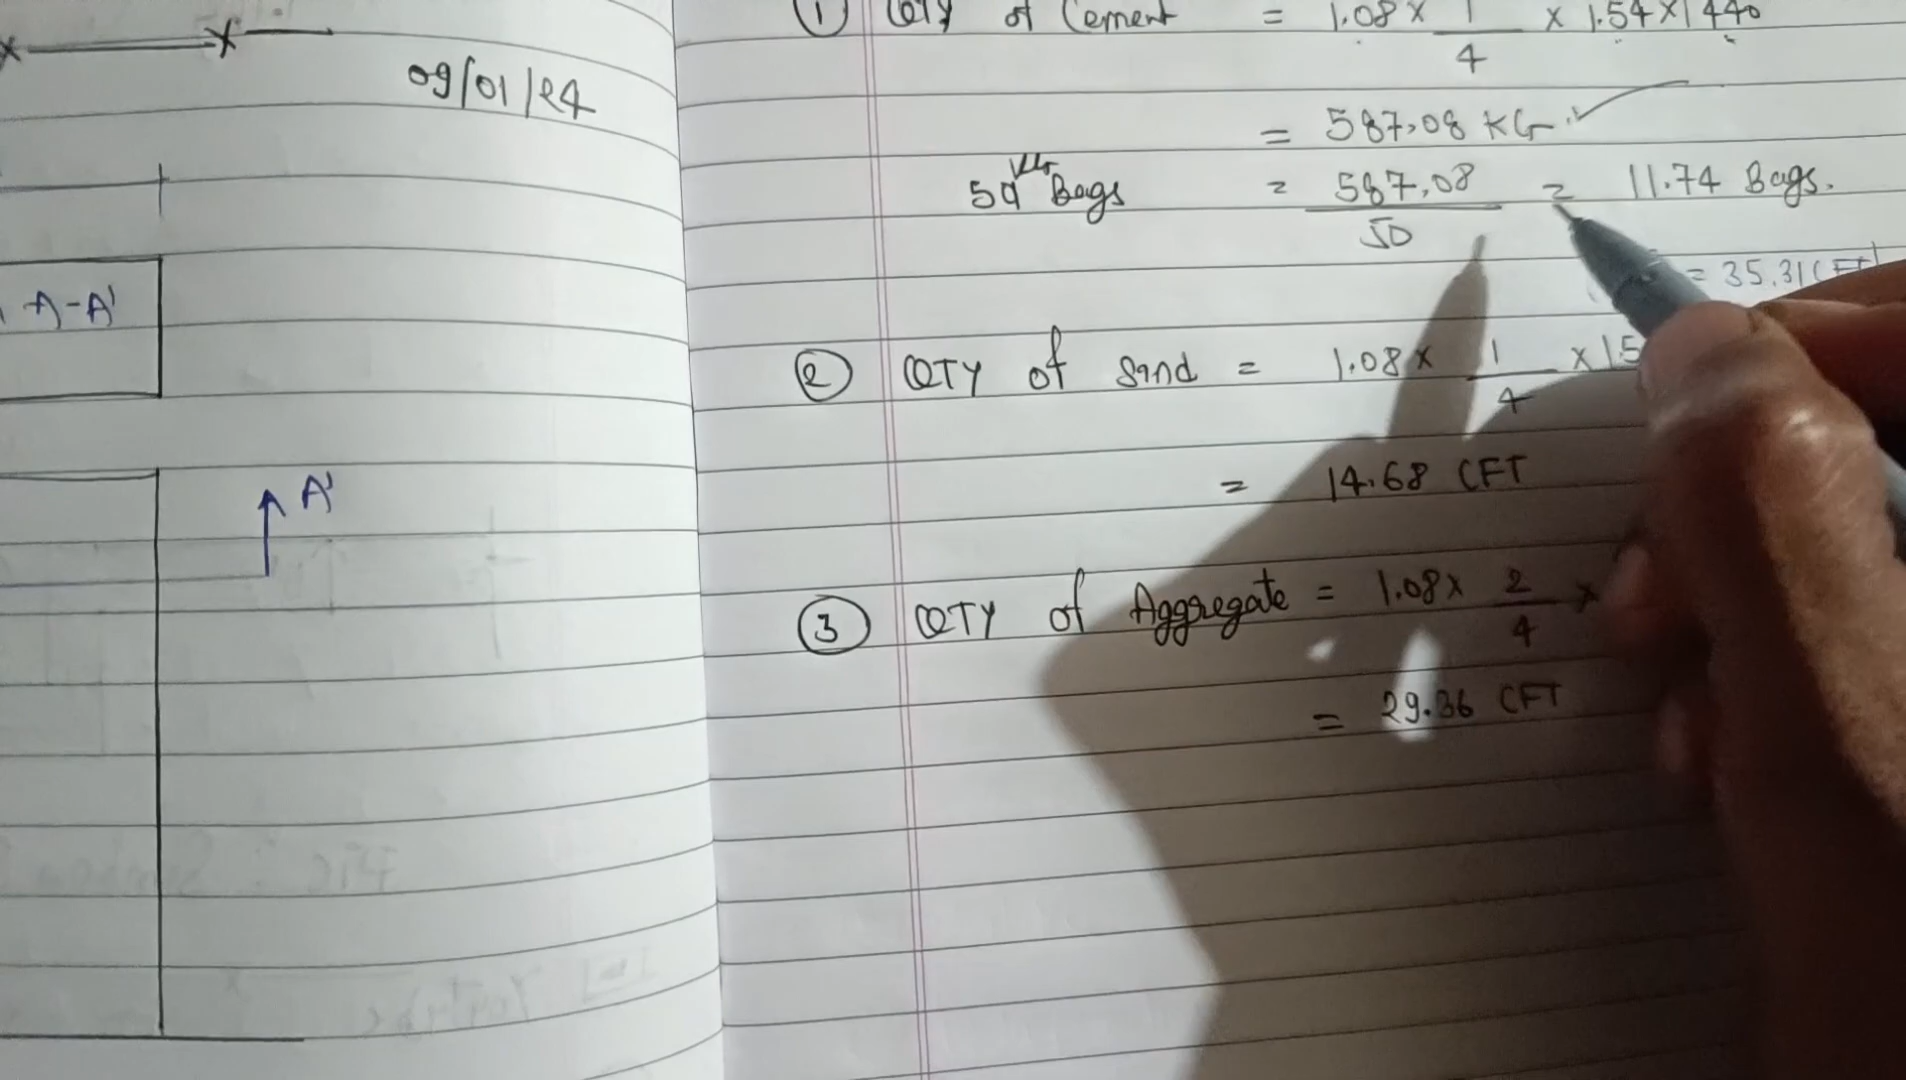 09/01/24
A-A'
A'
① QTY of Cement = 1.08 × 1/4 × 1.54 × 1440
= 587.08 KG
50 KG Bags = 587.08/50 = 11.74 Bags.
= 35.31 CFT
② QTY of Sand = 1.08 × 1/4 × 1.5
= 14.68 CFT
③ QTY of Aggregate = 1.08 × 2/4 ×
= 29.36 CFT